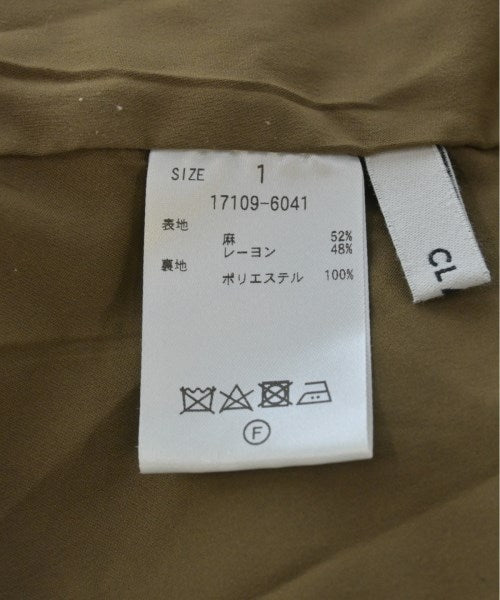 SIZE 1
17109-6041
表地
麻 52%
レーヨン 48%
裏地
ポリエステル 100%
F
CL